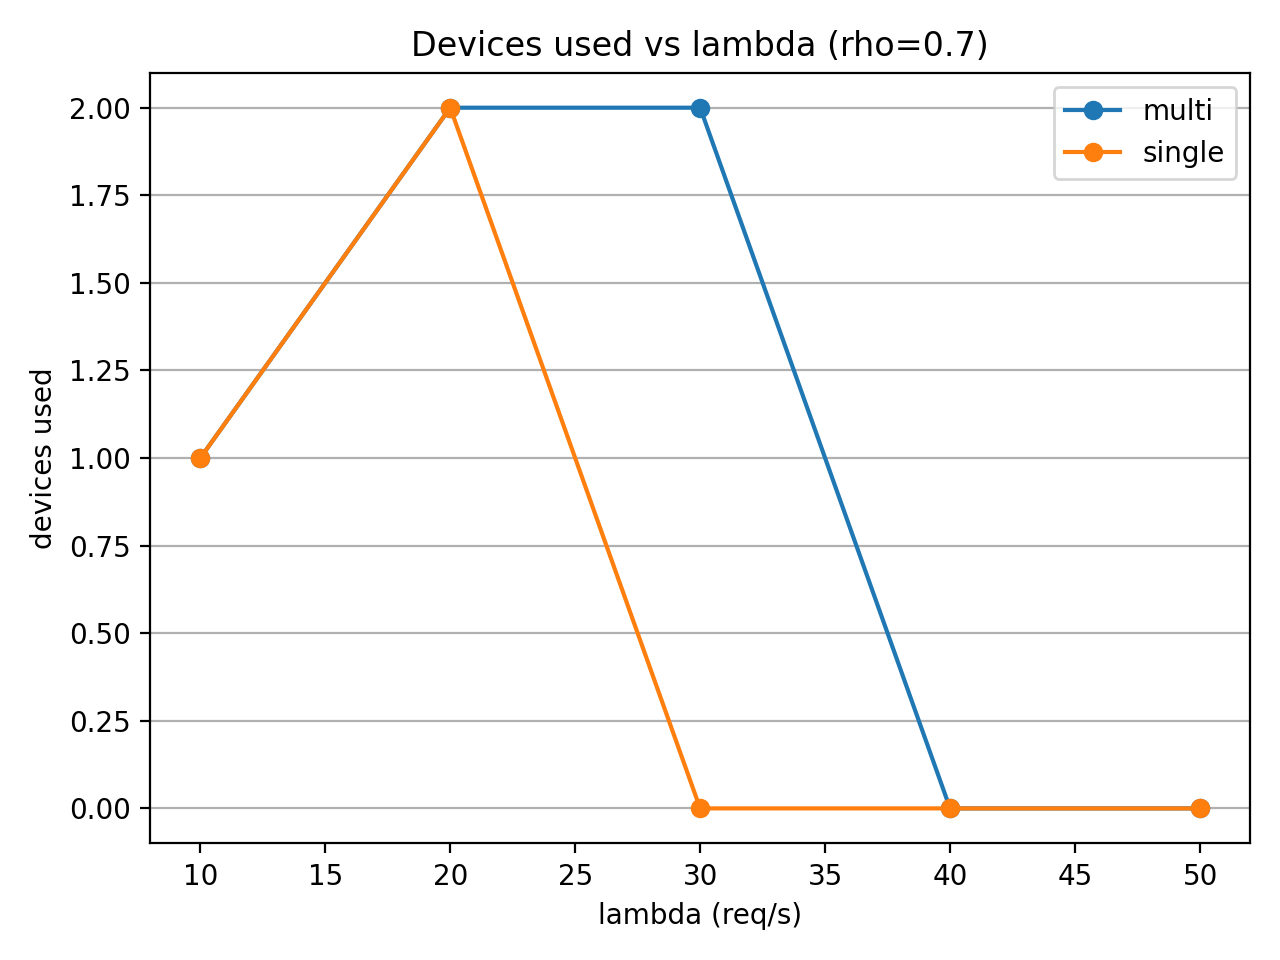 Devices used vs lambda (rho=0.7)
multi
single
devices used
2.00
1.75
1.50
1.25
1.00
0.75
0.50
0.25
0.00
10 15 20 25 30 35 40 45 50
lambda (req/s)